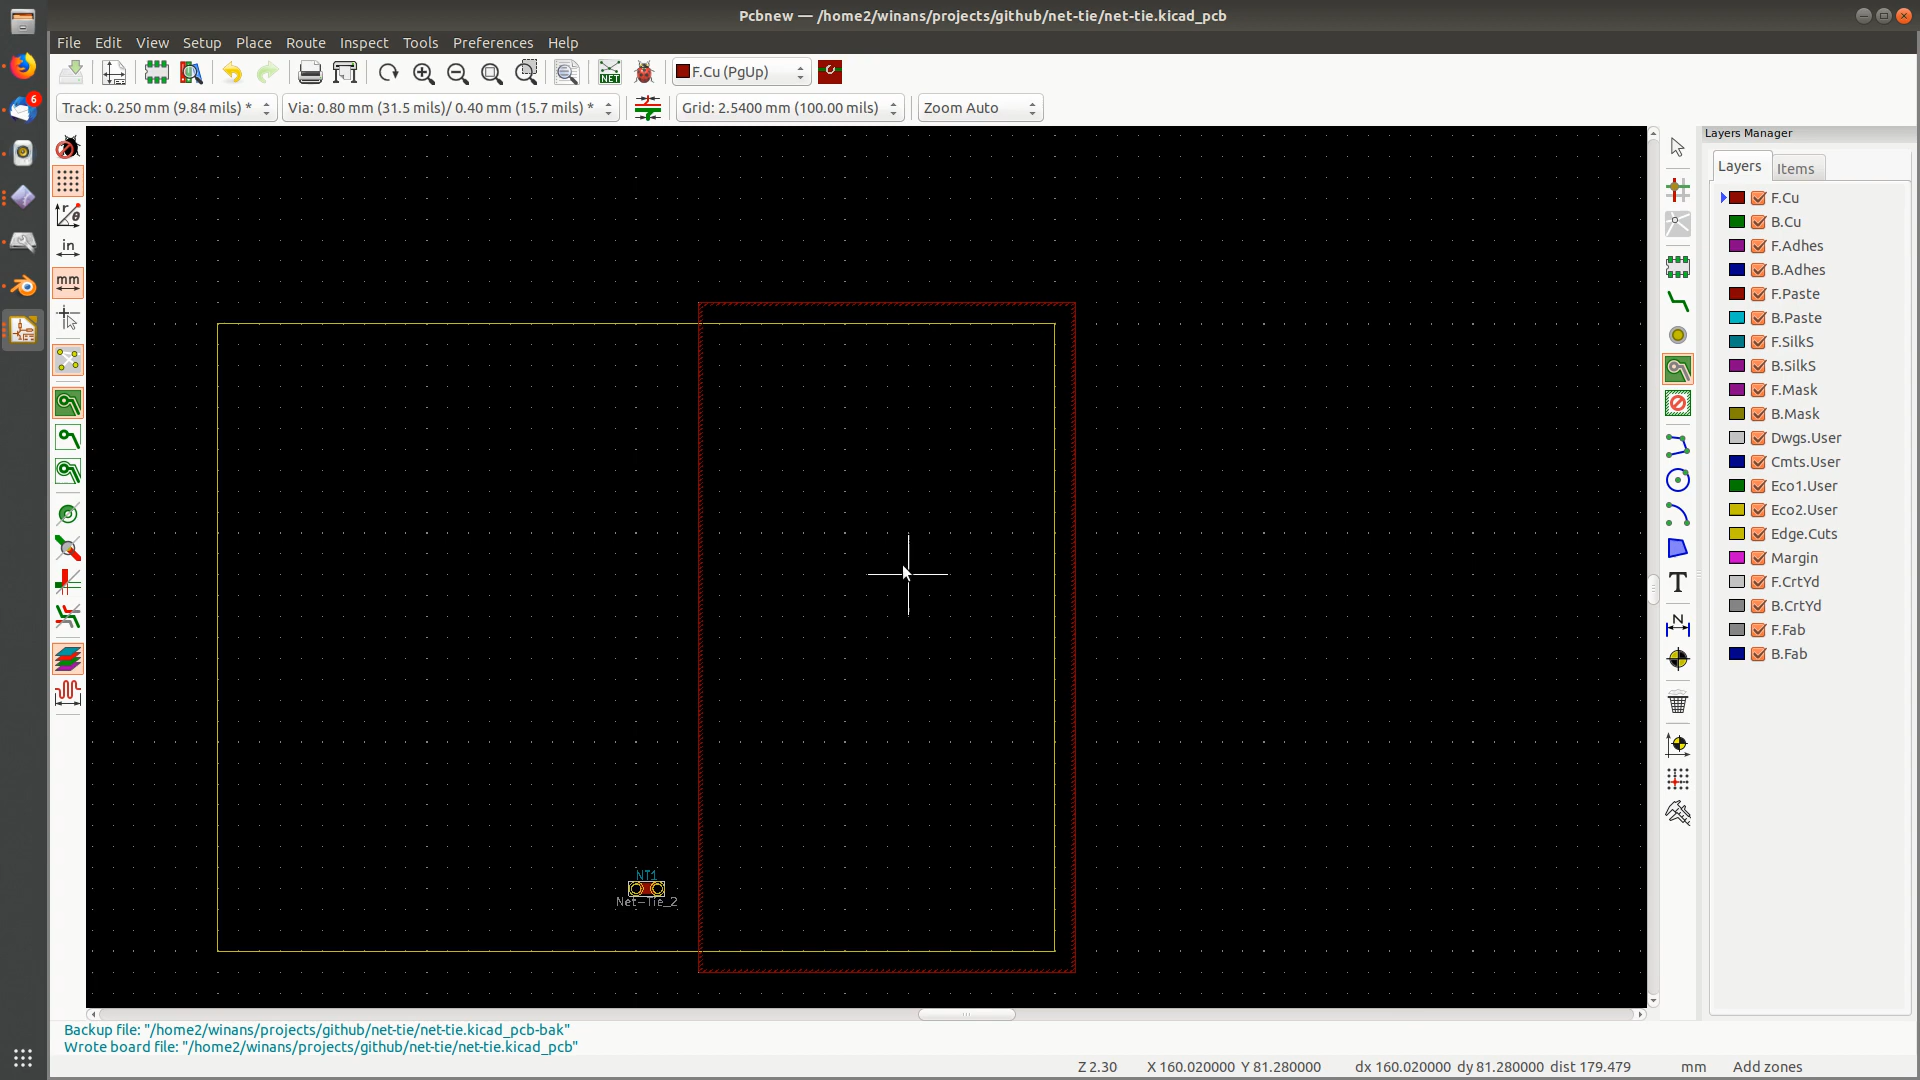 Pcbnew — /home2/winans/projects/github/net-tie/net-tie.kicad_pcb
File Edit View Setup Place Route Inspect Tools Preferences Help
NET F.Cu (PgUp)
Track: 0.250 mm (9.84 mils) * Via: 0.80 mm (31.5 mils)/ 0.40 mm (15.7 mils) * Grid: 2.5400 mm (100.00 mils) Zoom Auto
6
Layers Manager
Layers Items
r θ
in
mm
F.Cu
B.Cu
F.Adhes
B.Adhes
F.Paste
B.Paste
F.SilkS
B.SilkS
F.Mask
B.Mask
Dwgs.User
Cmts.User
Eco1.User
Eco2.User
Edge.Cuts
Margin
F.CrtYd
B.CrtYd
F.Fab
B.Fab
T
N
NT1
Net-Tie_2
Backup file: "/home2/winans/projects/github/net-tie/net-tie.kicad_pcb-bak"
Wrote board file: "/home2/winans/projects/github/net-tie/net-tie.kicad_pcb"
Z 2.30 X 160.020000 Y 81.280000 dx 160.020000 dy 81.280000 dist 179.479 mm Add zones